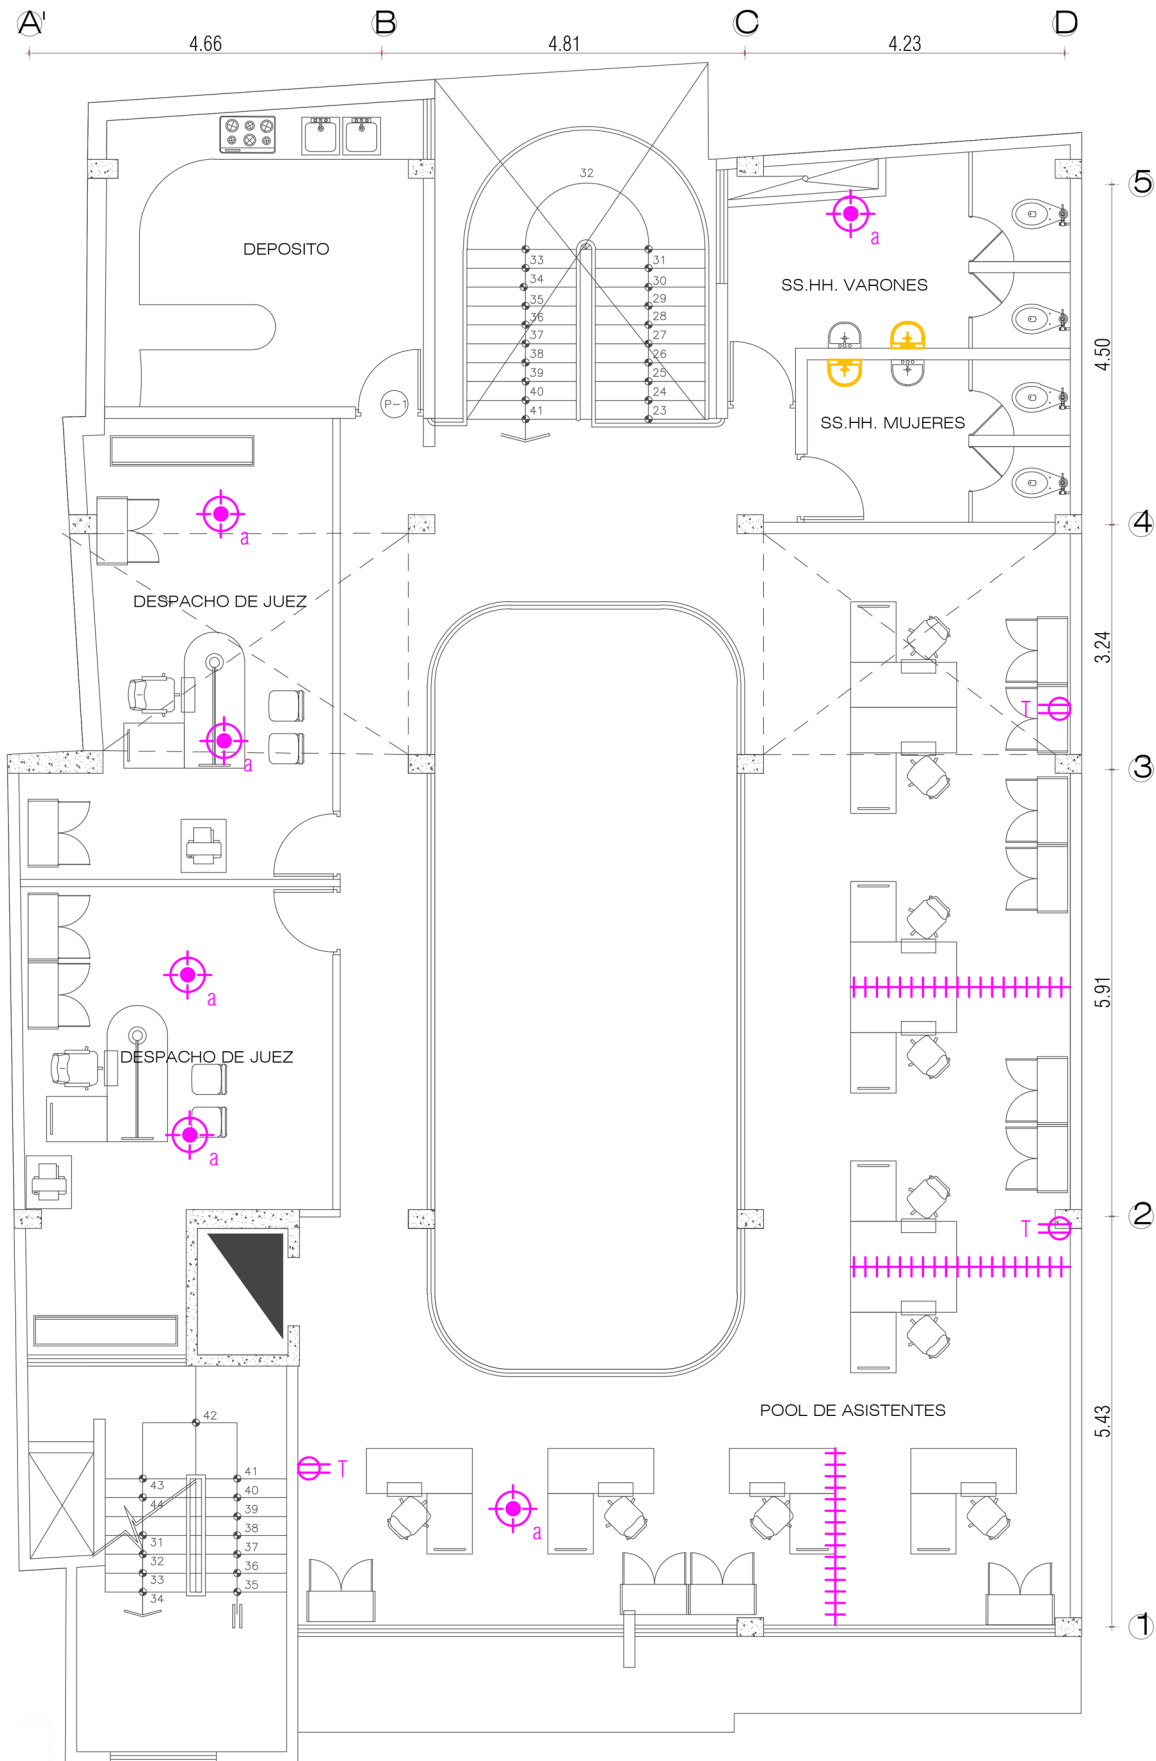 A'
B
C
D
4.66
4.81
4.23
5
32
a
DEPOSITO
33
31
34
30
SS.HH. VARONES
35
29
36
28
37
27
38
26
4.50
39
25
40
24
P-1
41
23
SS.HH. MUJERES
4
a
DESPACHO DE JUEZ
3.24
T
a
3
5.91
a
DESPACHO DE JUEZ
a
2
T
POOL DE ASISTENTES
5.43
42
T
43
41
44
40
39
a
38
31
37
32
36
33
35
34
1